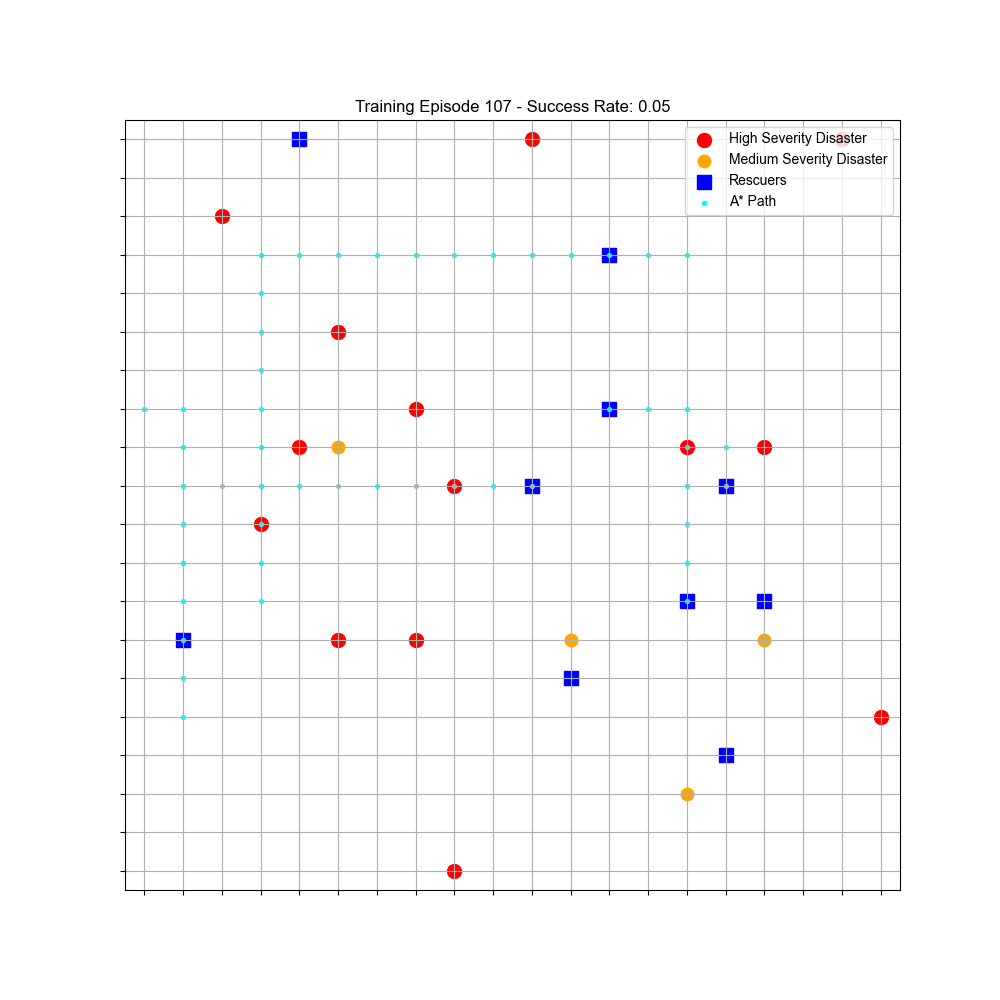 Training Episode 107 - Success Rate: 0.05
High Severity Disaster
Medium Severity Disaster
Rescuers
A* Path